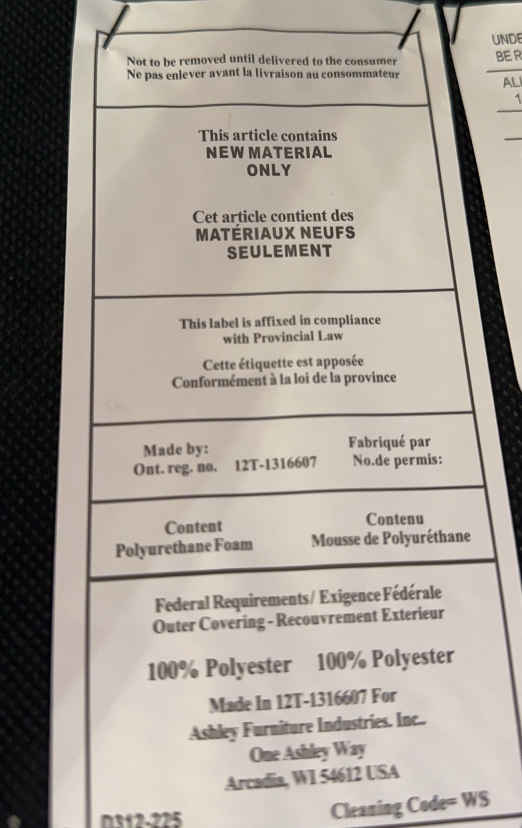 Not to be removed until delivered to the consumer
Ne pas enlever avant la livraison au consommateur
This article contains
NEW MATERIAL
ONLY
Cet article contient des
MATÉRIAUX NEUFS
SEULEMENT
This label is affixed in compliance
with Provincial Law
Cette étiquette est apposée
Conformément à la loi de la province
Made by:
Ont. reg. no. 12T-1316607
Fabriqué par
No.de permis:
Content
Polyurethane Foam
Contenu
Mousse de Polyuréthane
Federal Requirements/ Exigence Fédérale
Outer Covering - Recouvrement Exterieur
100% Polyester 100% Polyester
Made In 12T-1316607 For
Ashley Furniture Industries. Inc..
One Ashley Way
Arcadia, WI 54612 USA
Cleaning Code= WS
D312-225
UNDE
BE R
AL
1